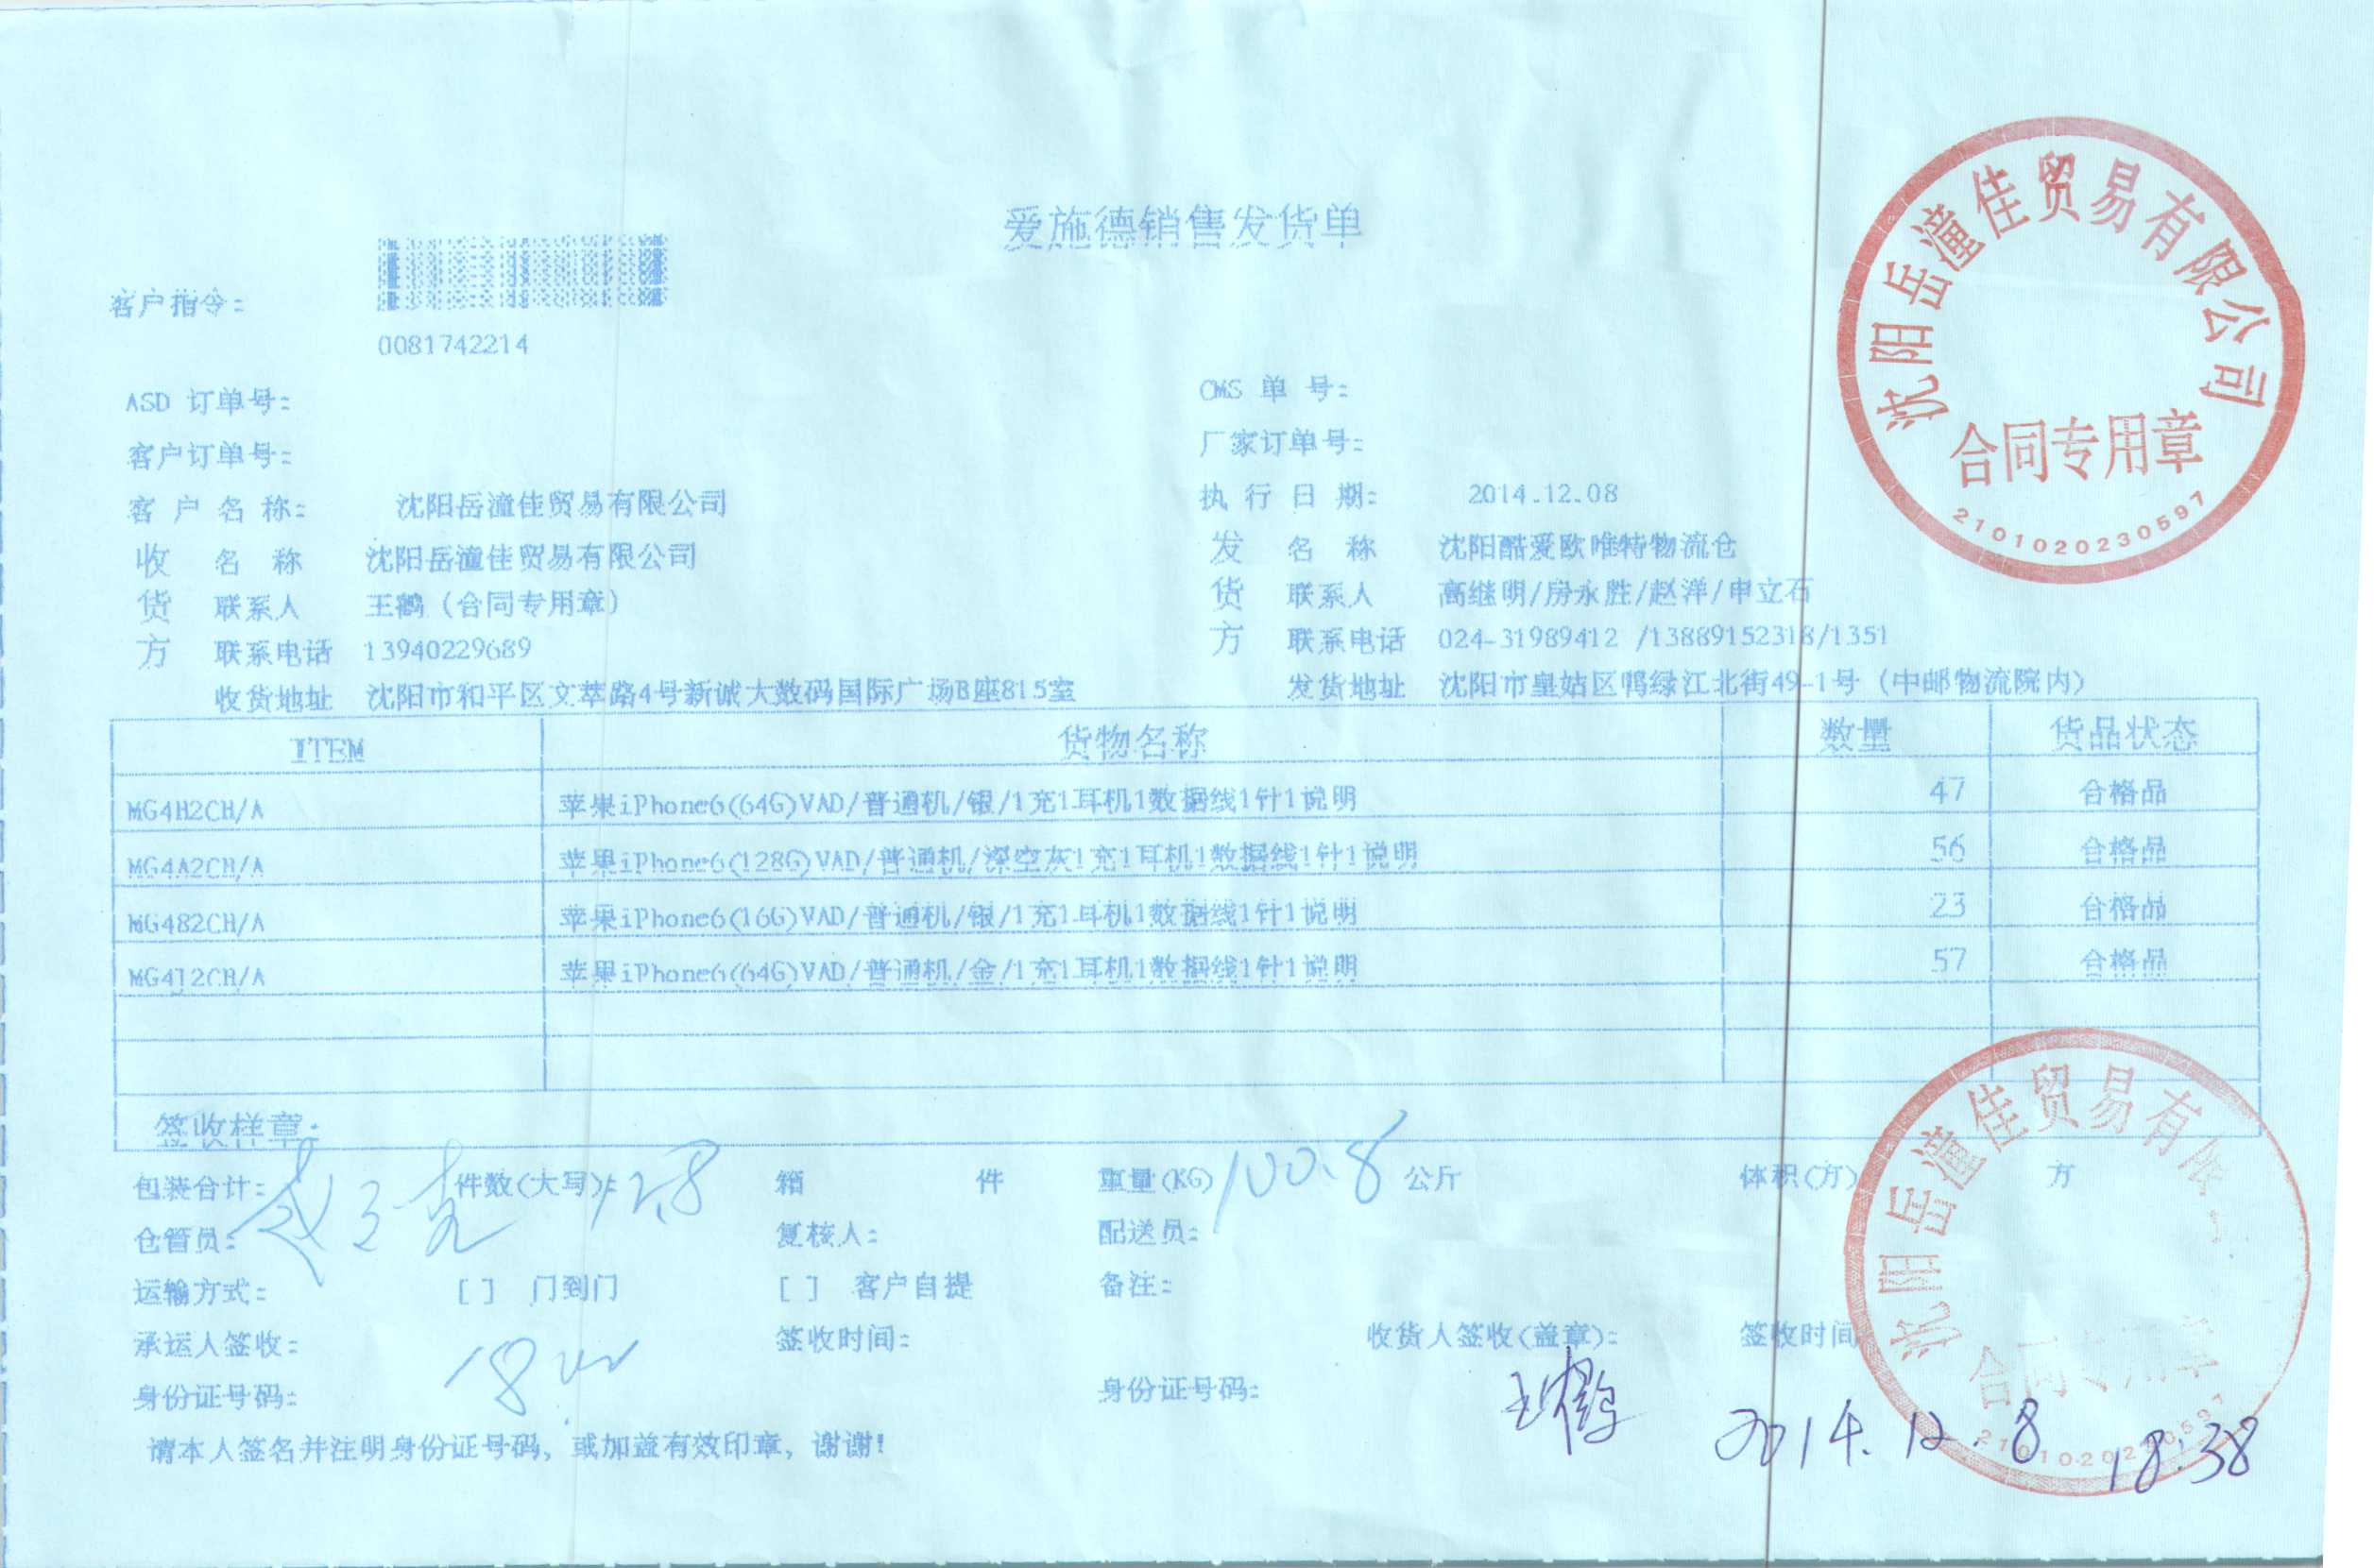 爱施德销售发货单
客户指令:
0081742214
ASD 订单号:
CMS 单 号:
客户订单号:
厂家订单号:
客 户 名 称: 沈阳岳潼佳贸易有限公司
执 行 日 期: 2014.12.08
收 名 称 沈阳岳潼佳贸易有限公司
发 名 称 沈阳酷爱欧唯特物流仓
货 联系人 王鹤(合同专用章)
货 联系人 高继明/房永胜/赵洋/申立石
方 联系电话 13940229689
方 联系电话 024-31989412 /13889152318/1351
收货地址 沈阳市和平区文萃路4号新诚大数码国际广场B座815室
发货地址 沈阳市皇姑区鸭绿江北街49-1号(中邮物流院内)
ITEM 货物名称 数量 货品状态
MG4H2CH/A 苹果iPhone6(64G)VAD/普通机/银/1充1耳机1数据线1针1说明 47 合格品
MG4A2CH/A 苹果iPhone6(128G)VAD/普通机/深空灰1充1耳机1数据线1针1说明 56 合格品
MG482CH/A 苹果iPhone6(16G)VAD/普通机/银/1充1耳机1数据线1针1说明 23 合格品
MG4J2CH/A 苹果iPhone6(64G)VAD/普通机/金/1充1耳机1数据线1针1说明 57 合格品
签收样章:
包装合计: 件数(大写): 箱 件 重量(KG) 100.8 公斤 体积(方) 方
仓管员: 12.8 复核人: 配送员:
运输方式: [ ] 门到门 [ ] 客户自提 备注:
承运人签收: 签收时间: 收货人签收(盖章): 签收时间
身份证号码: 身份证号码: 王鹤 2014.12.8 18:38
请本人签名并注明身份证号码，或加盖有效印章，谢谢!
沈阳岳潼佳贸易有限公司
合同专用章
2101020230597
沈阳岳潼佳贸易有限
合同专用章